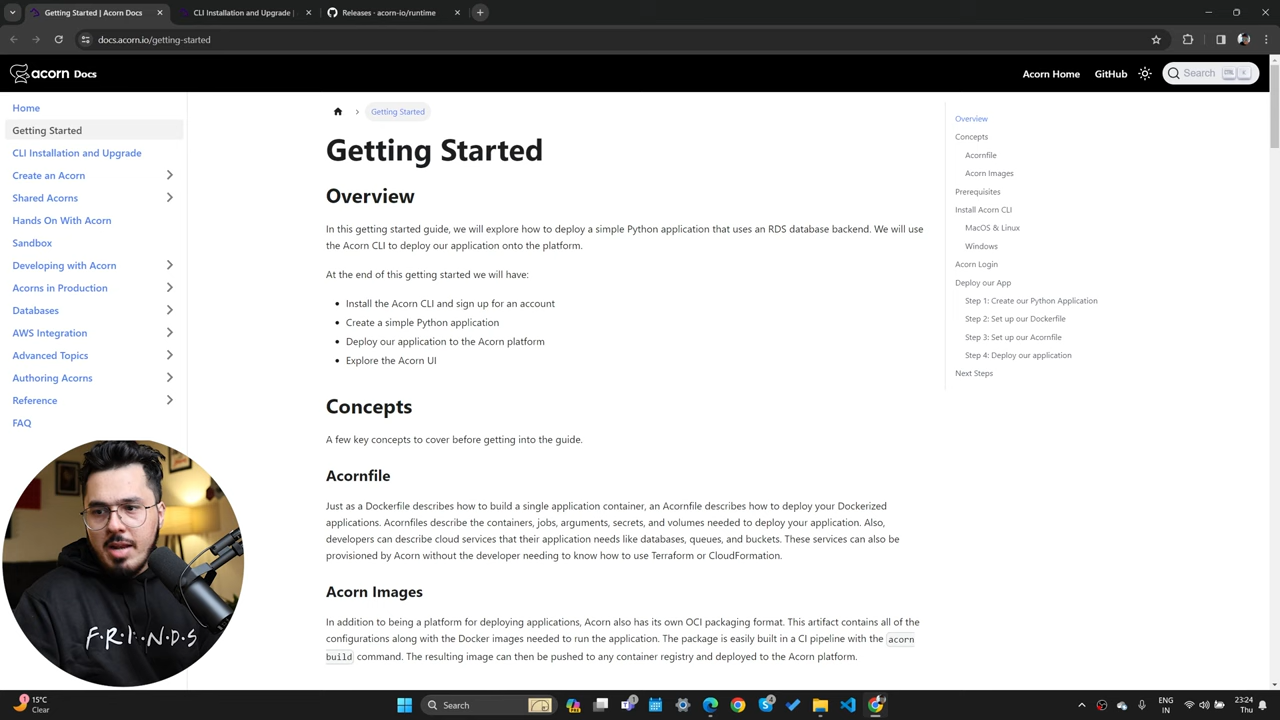 Getting Started | Acorn Docs
CLI Installation and Upgrade |
Releases · acorn-io/runtime
docs.acorn.io/getting-started
acorn Docs
Acorn Home
GitHub
Search
Home
Getting Started
CLI Installation and Upgrade
Create an Acorn
Shared Acorns
Hands On With Acorn
Sandbox
Developing with Acorn
Acorns in Production
Databases
AWS Integration
Advanced Topics
Authoring Acorns
Reference
FAQ
Getting Started
Getting Started
Overview
In this getting started guide, we will explore how to deploy a simple Python application that uses an RDS database backend. We will use
the Acorn CLI to deploy our application onto the platform.
At the end of this getting started we will have:
Install the Acorn CLI and sign up for an account
Create a simple Python application
Deploy our application to the Acorn platform
Explore the Acorn UI
Concepts
A few key concepts to cover before getting into the guide.
Acornfile
Just as a Dockerfile describes how to build a single application container, an Acornfile describes how to deploy your Dockerized
applications. Acornfiles describe the containers, jobs, arguments, secrets, and volumes needed to deploy your application. Also,
developers can describe cloud services that their application needs like databases, queues, and buckets. These services can also be
provisioned by Acorn without the developer needing to know how to use Terraform or CloudFormation.
Acorn Images
In addition to being a platform for deploying applications, Acorn also has its own OCI packaging format. This artifact contains all of the
configurations along with the Docker images needed to run the application. The package is easily built in a CI pipeline with the acorn
build command. The resulting image can then be pushed to any container registry and deployed to the Acorn platform.
Overview
Concepts
Acornfile
Acorn Images
Prerequisites
Install Acorn CLI
MacOS & Linux
Windows
Acorn Login
Deploy our App
Step 1: Create our Python Application
Step 2: Set up our Dockerfile
Step 3: Set up our Acornfile
Step 4: Deploy our application
Next Steps
F·R·I·E·N·D·S
15°C
Clear
Search
ENG
IN
23:24
Thu